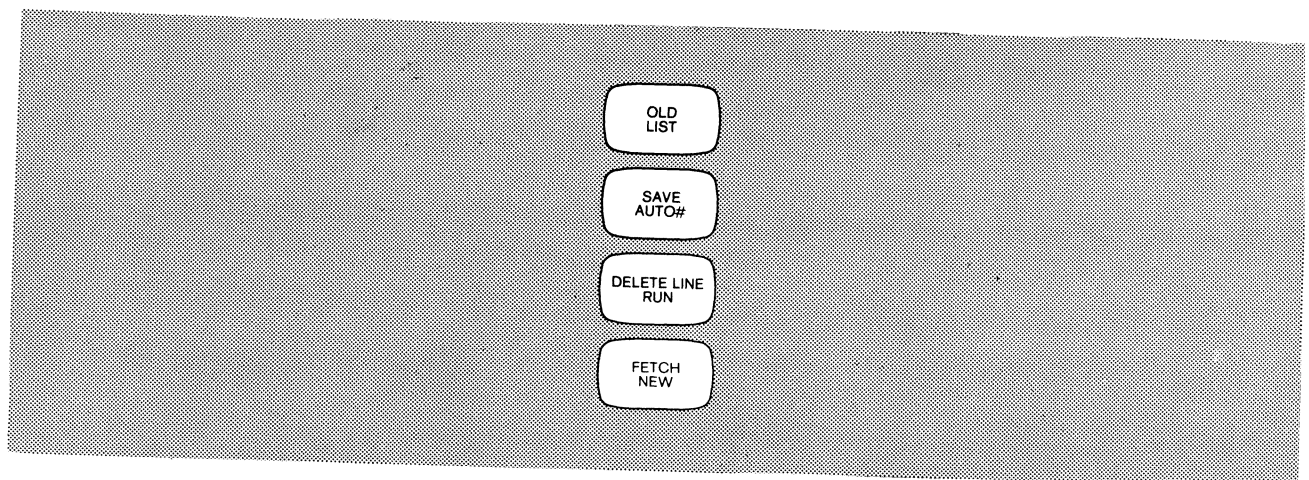 OLD
LIST
SAVE
AUTO#
DELETE LINE
RUN
FETCH
NEW